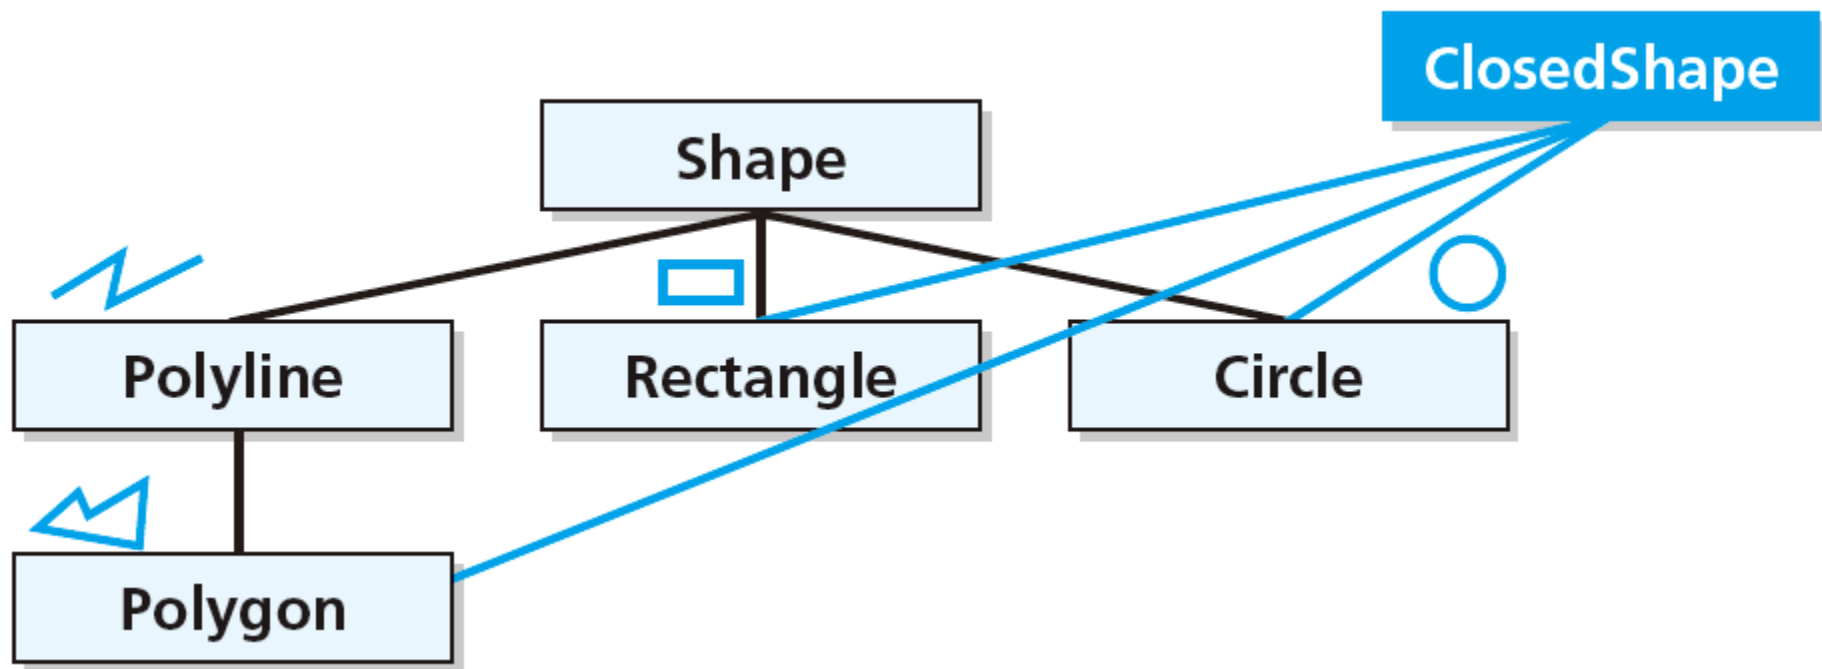 ClosedShape
Shape
Polyline
Rectangle
Circle
Polygon